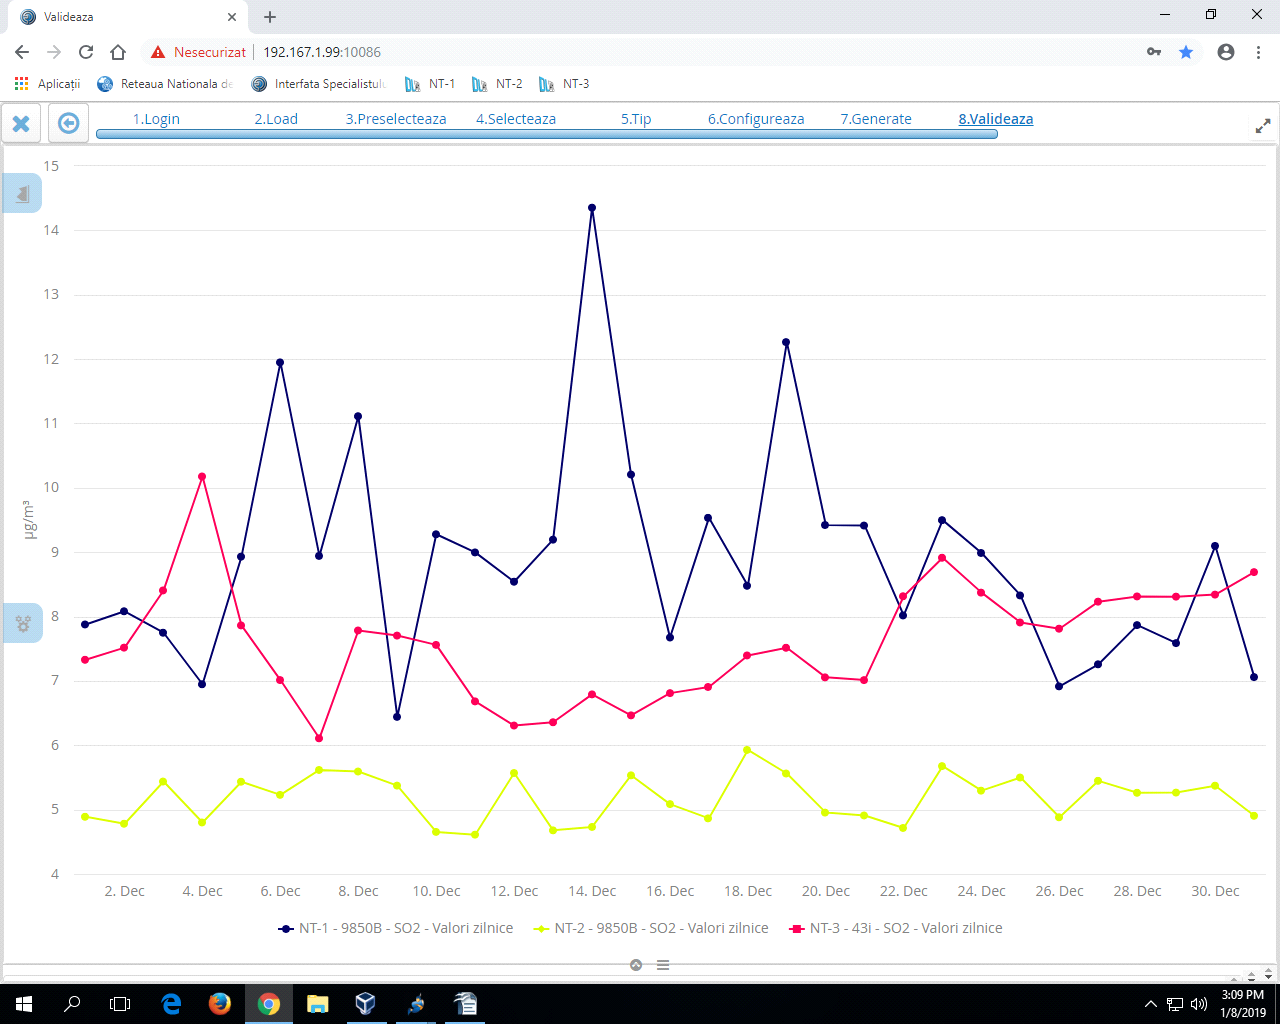 Valideaza
Nesecurizat
192.167.1.99:10086
Aplicații
Reteaua Nationala de
Interfata Specialistulu
NT-1
NT-2
NT-3
1.Login
2.Load
3.Preselecteaza
4.Selecteaza
5.Tip
6.Configureaza
7.Generate
8.Valideaza
15
14
13
12
11
10
9
8
7
6
5
4
µg/m³
2. Dec
4. Dec
6. Dec
8. Dec
10. Dec
12. Dec
14. Dec
16. Dec
18. Dec
20. Dec
22. Dec
24. Dec
26. Dec
28. Dec
30. Dec
NT-1 - 9850B - SO2 - Valori zilnice
NT-2 - 9850B - SO2 - Valori zilnice
NT-3 - 43i - SO2 - Valori zilnice
3:09 PM
1/8/2019